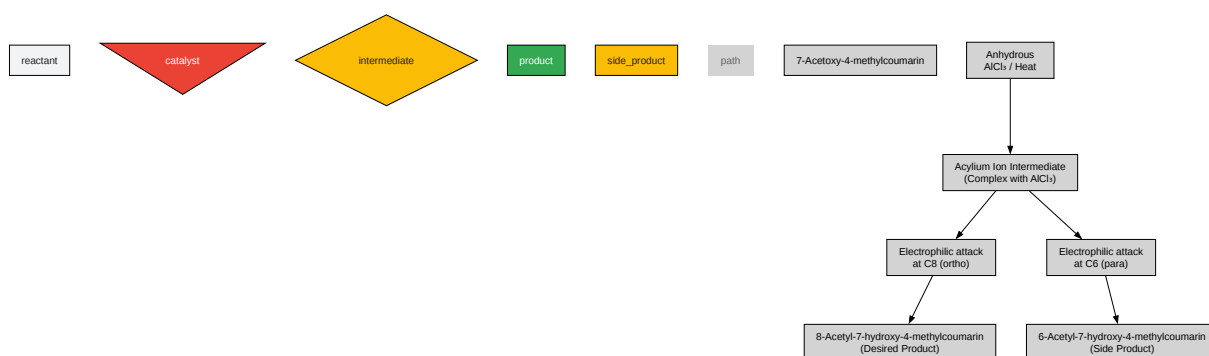 reactant
catalyst
intermediate
product
side_product
path
7-Acetoxy-4-methylcoumarin
Anhydrous
AlCl₃ / Heat
Acylium Ion Intermediate
(Complex with AlCl₃)
Electrophilic attack
at C8 (ortho)
Electrophilic attack
at C6 (para)
8-Acetyl-7-hydroxy-4-methylcoumarin
(Desired Product)
6-Acetyl-7-hydroxy-4-methylcoumarin
(Side Product)